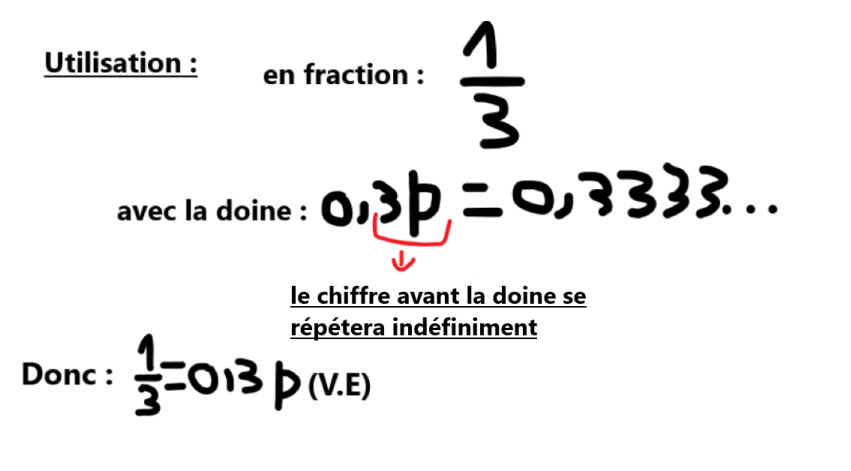 Utilisation :
en fraction : 1/3
avec la doine : 0,3þ = 0,3333...
le chiffre avant la doine se
répétera indéfiniment
Donc : 1/3 = 0,3 þ (V.E)